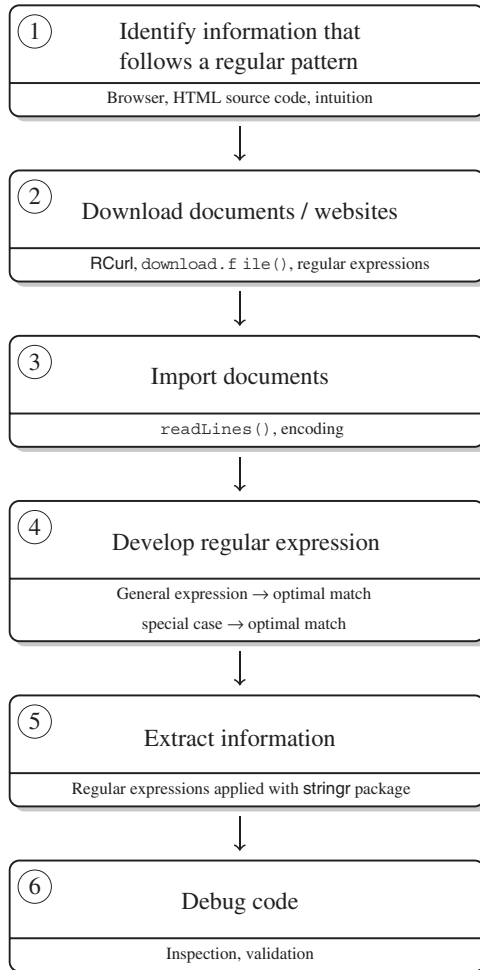 1
Identify information that
follows a regular pattern
Browser, HTML source code, intuition
2
Download documents / websites
RCurl, download.f ile(), regular expressions
3
Import documents
readLines(), encoding
4
Develop regular expression
General expression → optimal match
special case → optimal match
5
Extract information
Regular expressions applied with stringr package
6
Debug code
Inspection, validation